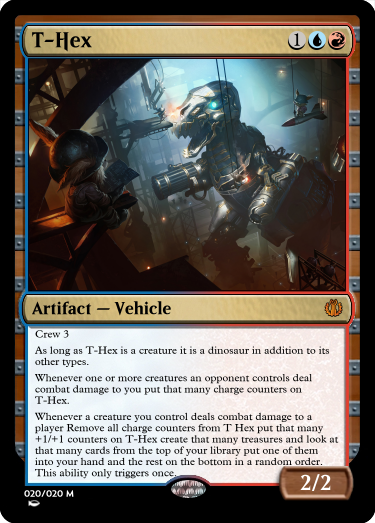 T-Hex
1
Artifact — Vehicle
Crew 3
As long as T-Hex is a creature it is a dinosaur in addition to its
other types.
Whenever one or more creatures an opponent controls deal
combat damage to you put that many charge counters on
T-Hex.
Whenever a creature you control deals combat damage to a
player Remove all charge counters from T Hex put that many
+1/+1 counters on T-Hex create that many treasures and look at
that many cards from the top of your library put one of them
into your hand and the rest on the bottom in a random order.
This ability only triggers once.
2/2
020/020 M